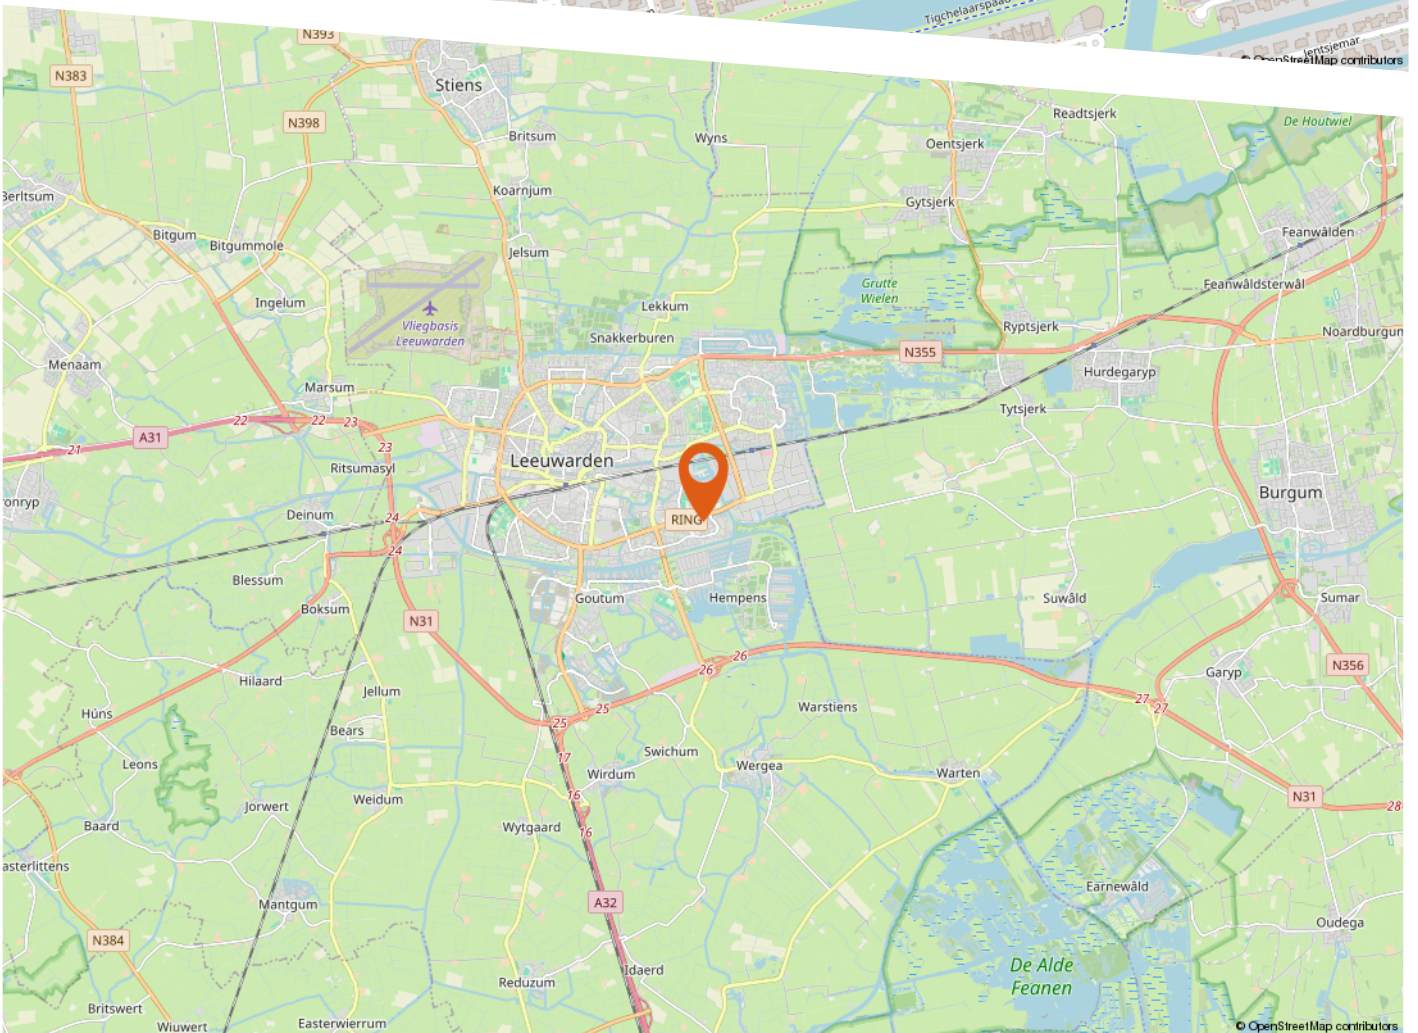 Tigchelaarspaad
Jentsjemar
© OpenStreetMap contributors
N393
N383
Stiens
N398
Britsum
Wyns
Readtsjerk
De Houtwiel
Oentsjerk
Koarnjum
Berltsum
Gytsjerk
Bitgum
Bitgummole
Jelsum
Feanwâlden
Grutte
Wielen
Feanwâldsterwâl
Ingelum
Lekkum
Vliegbasis
Leeuwarden
Snakkerburen
Ryptsjerk
Noardburgum
N355
Menaam
Hurdegaryp
Marsum
Tytsjerk
22
22
23
A31
21
23
Leeuwarden
Ritsumasyl
Burgum
Deinum
24
RING
24
Blessum
Goutum
Hempens
Suwâld
Sumar
Boksum
N31
26
26
N356
Garyp
Hilaard
Jellum
27
27
Húns
25
25
Warstiens
Bears
Swichum
17
Leons
Wirdum
Wergea
Warten
16
N31
28
Jorwert
Weidum
Baard
Wytgaard
16
asterlittens
Earnewâld
Mantgum
A32
Oudega
N384
De Alde
Feanen
Idaerd
Reduzum
Britswert
Wiuwert
Easterwierrum
© OpenStreetMap contributors